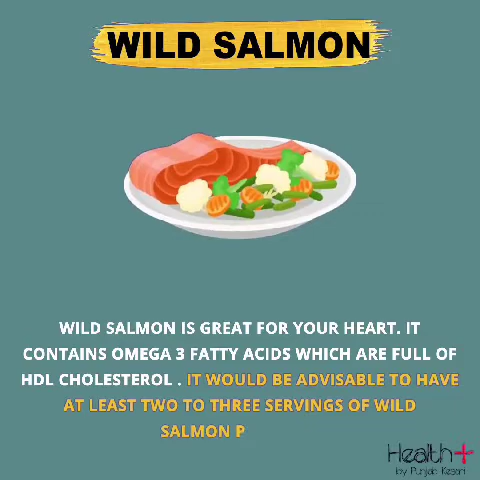 WILD SALMON
WILD SALMON IS GREAT FOR YOUR HEART. IT
CONTAINS OMEGA 3 FATTY ACIDS WHICH ARE FULL OF
HDL CHOLESTEROL . IT WOULD BE ADVISABLE TO HAVE
AT LEAST TWO TO THREE SERVINGS OF WILD
SALMON P
Health+
by Punjab Kesari